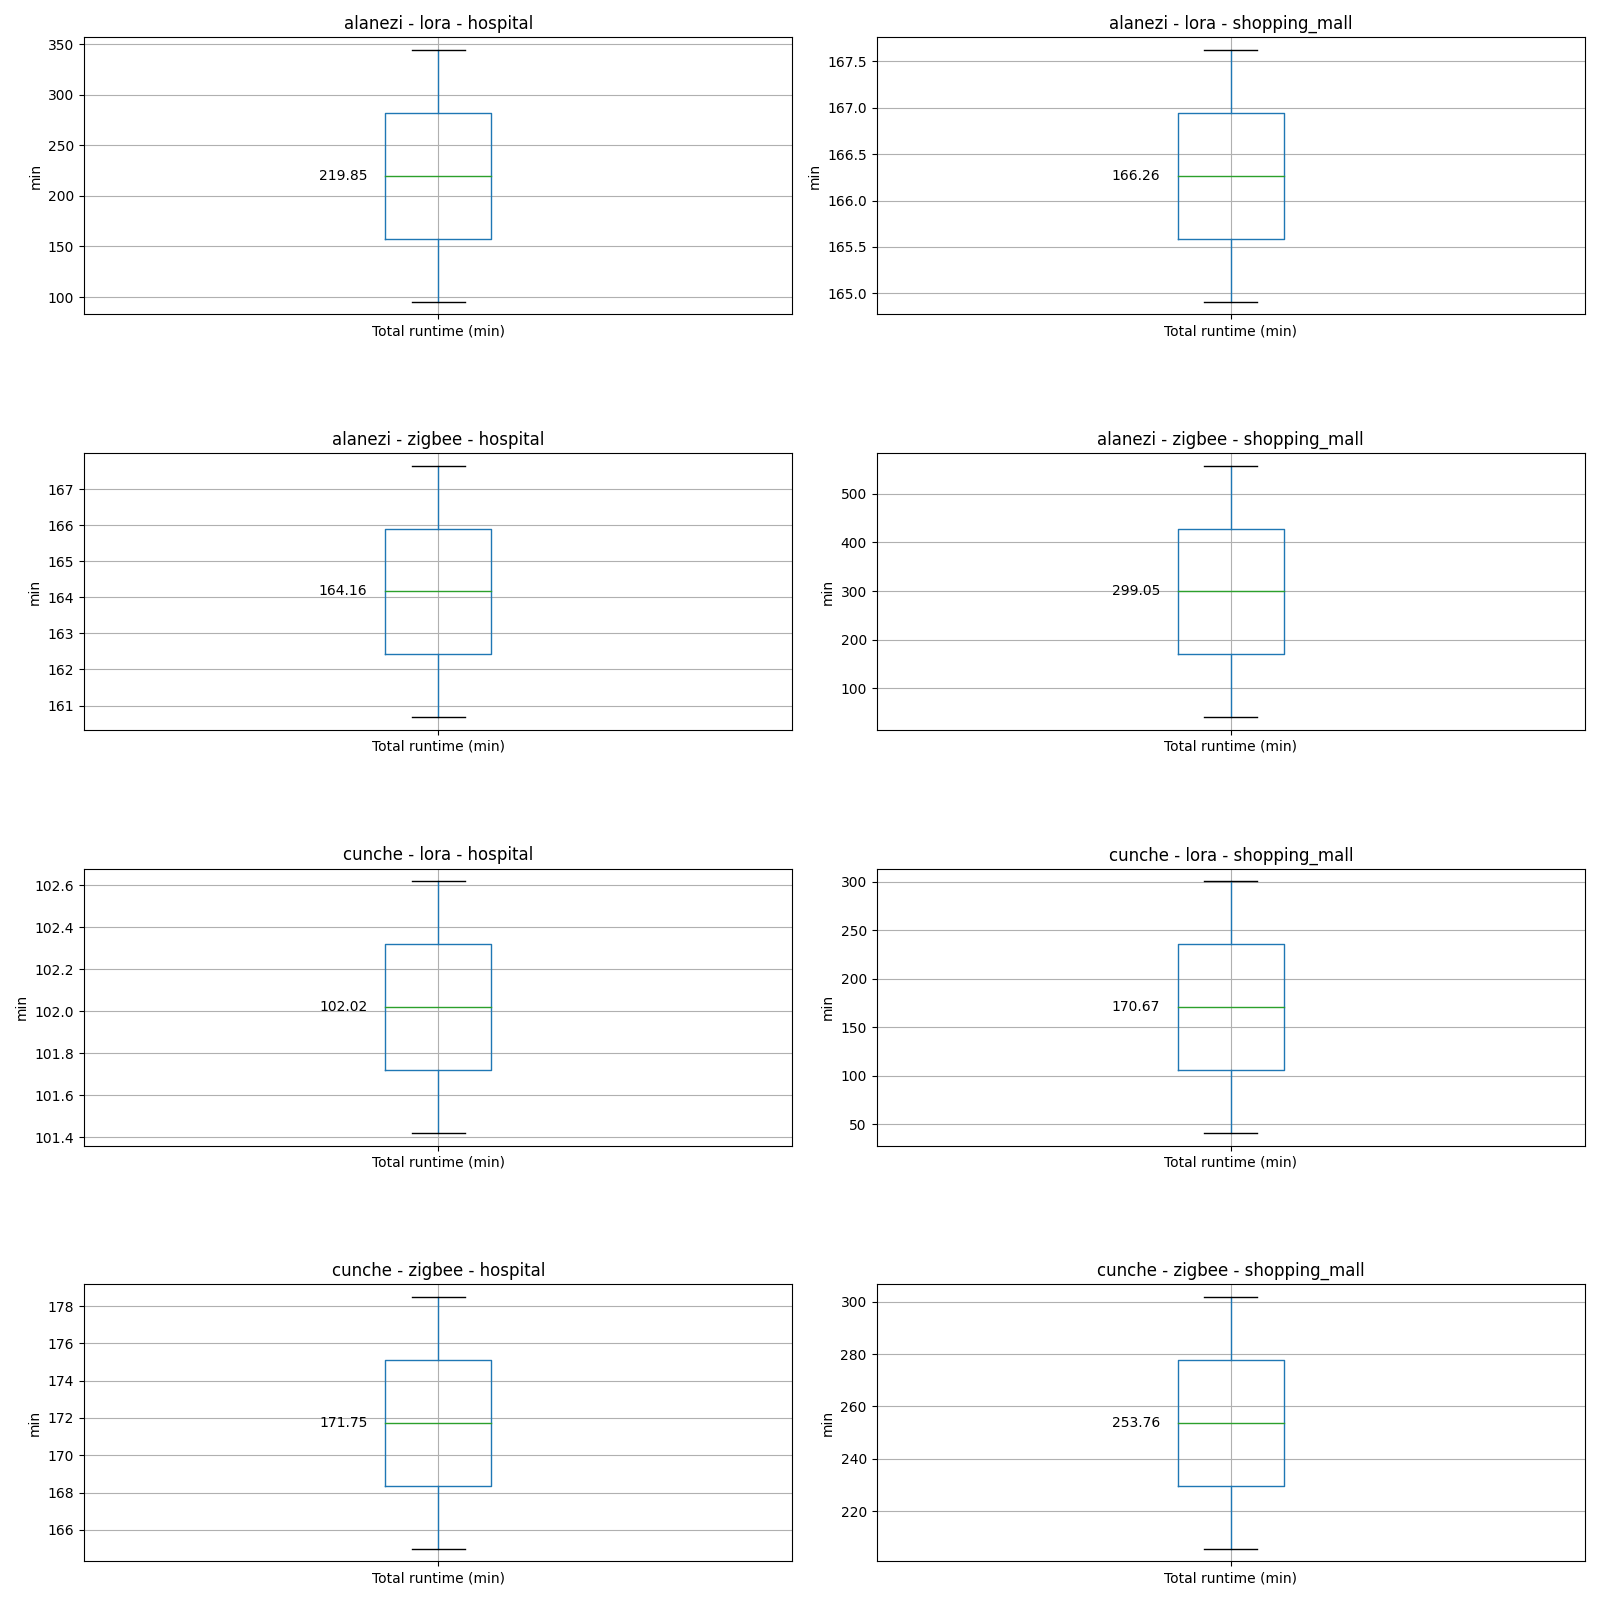 alanezi - lora - hospital
350
300
250
200
150
100
min
219.85
Total runtime (min)
alanezi - lora - shopping_mall
167.5
167.0
166.5
166.0
165.5
165.0
min
166.26
Total runtime (min)
alanezi - zigbee - hospital
167
166
165
164
163
162
161
min
164.16
Total runtime (min)
alanezi - zigbee - shopping_mall
500
400
300
200
100
min
299.05
Total runtime (min)
cunche - lora - hospital
102.6
102.4
102.2
102.0
101.8
101.6
101.4
min
102.02
Total runtime (min)
cunche - lora - shopping_mall
300
250
200
150
100
50
min
170.67
Total runtime (min)
cunche - zigbee - hospital
178
176
174
172
170
168
166
min
171.75
Total runtime (min)
cunche - zigbee - shopping_mall
300
280
260
240
220
min
253.76
Total runtime (min)